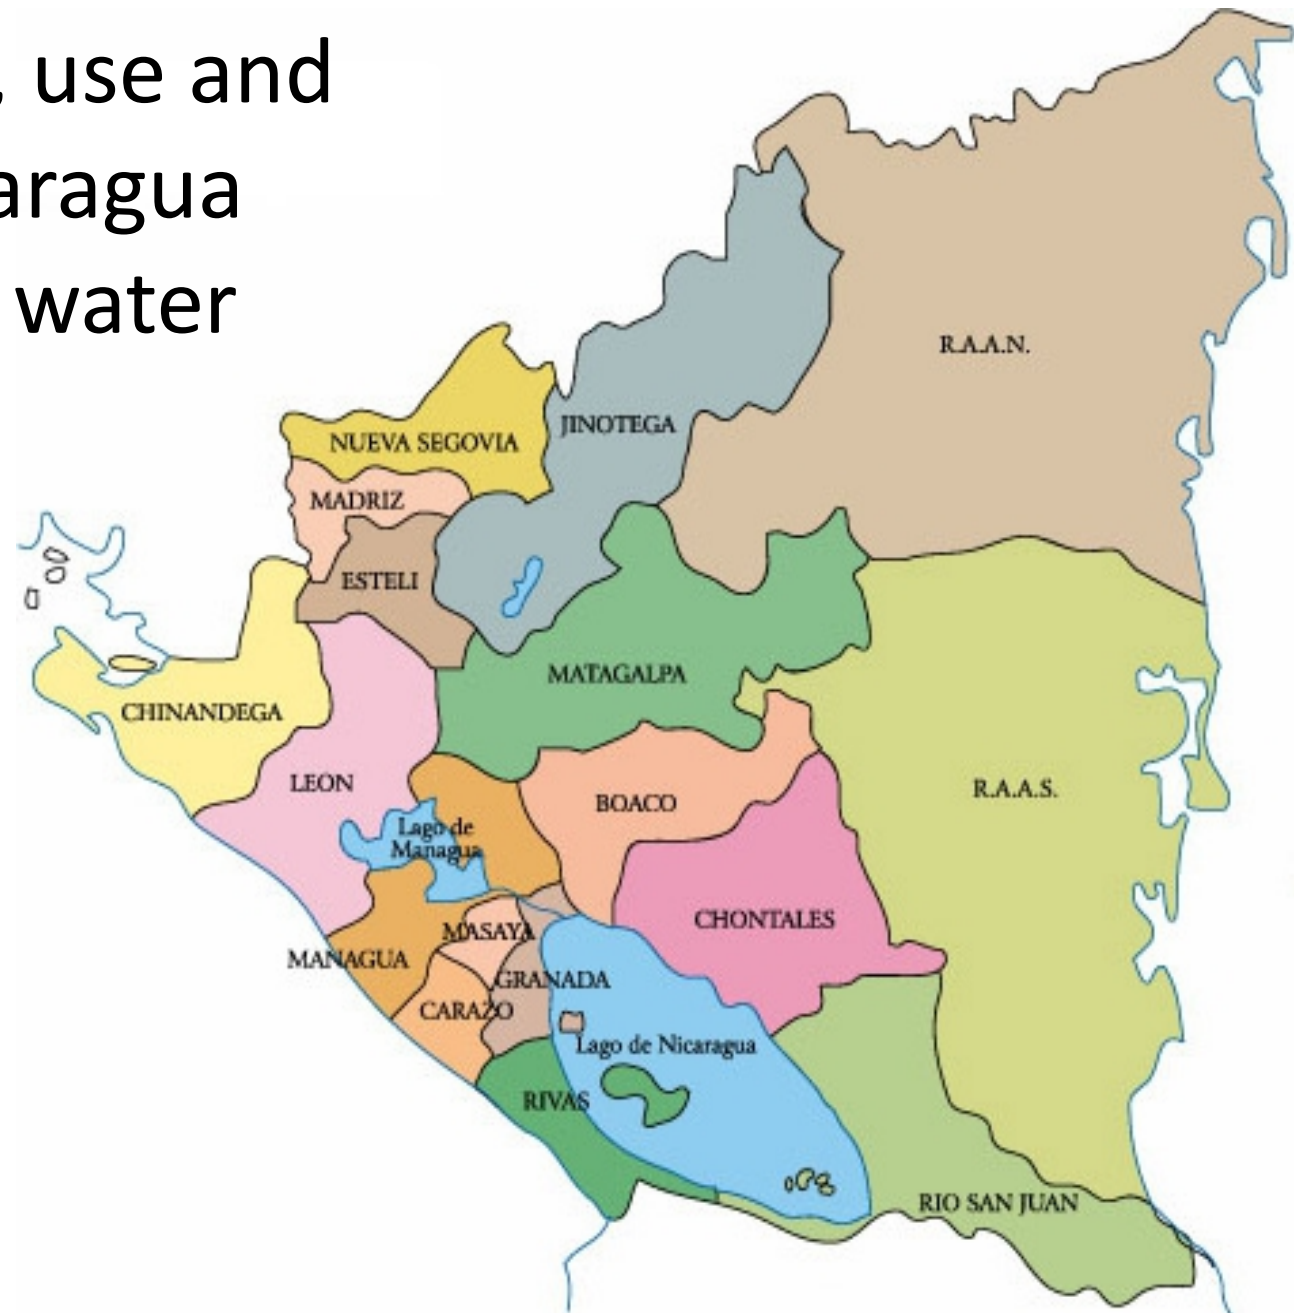 , use and
aragua
water
R.A.A.N.
JINOTEGA
NUEVA SEGOVIA
MADRIZ
ESTELI
MATAGALPA
CHINANDEGA
LEON
BOACO
R.A.A.S.
Lago de
Managua
CHONTALES
MASAYA
MANAGUA
GRANADA
CARAZO
Lago de Nicaragua
RIVAS
RIO SAN JUAN